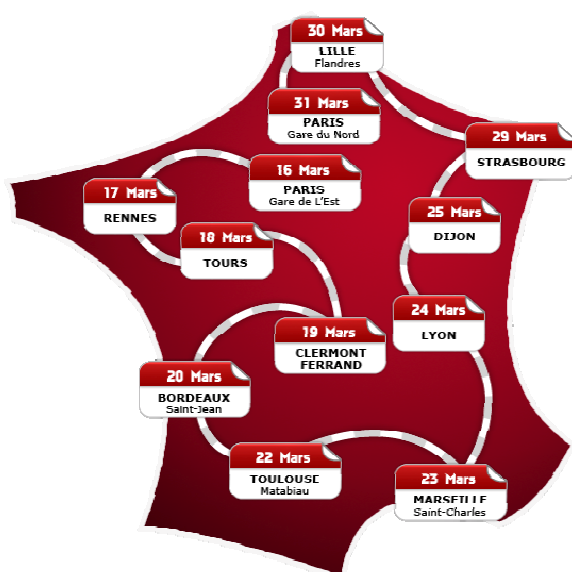 30 Mars
LILLE
Flandres
31 Mars
PARIS
Gare du Nord
29 Mars
STRASBOURG
16 Mars
PARIS
Gare de L'Est
17 Mars
RENNES
25 Mars
DIJON
18 Mars
TOURS
24 Mars
LYON
19 Mars
CLERMONT
FERRAND
20 Mars
BORDEAUX
Saint-Jean
22 Mars
TOULOUSE
Matabiau
23 Mars
MARSEILLE
Saint-Charles